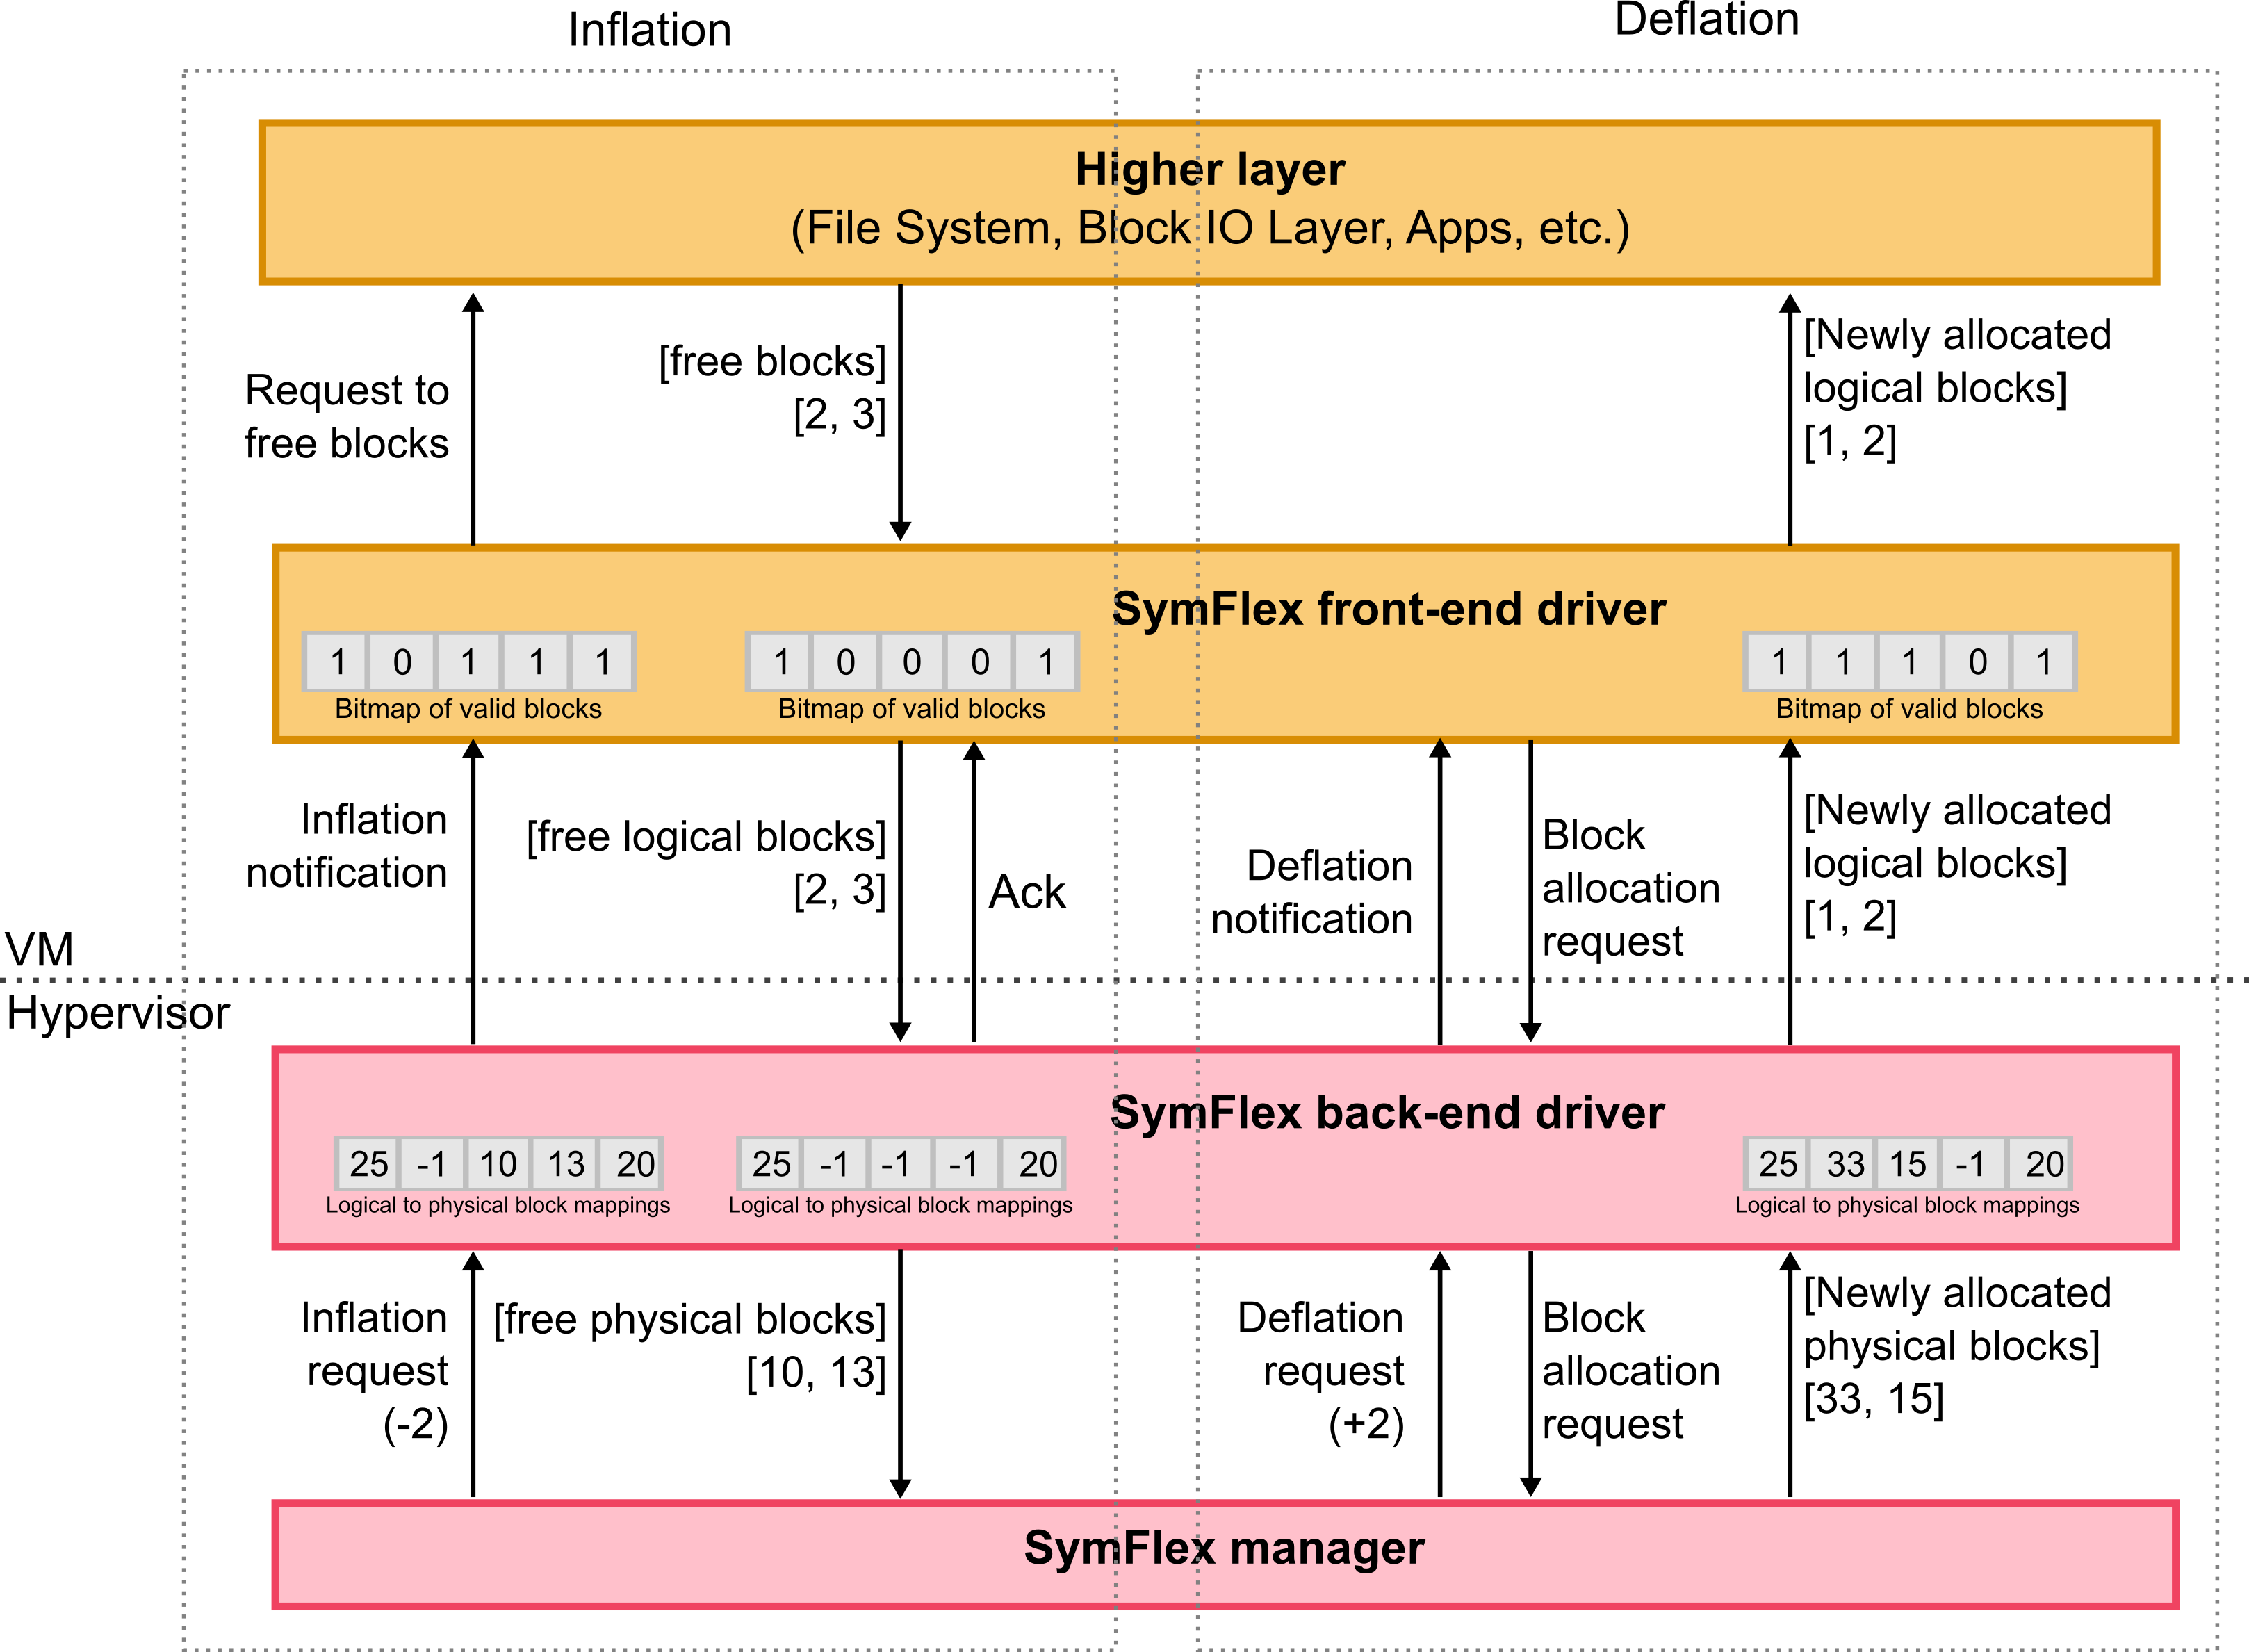 Inflation
Deflation
Higher layer
(File System, Block IO Layer, Apps, etc.)
Request to
free blocks
[free blocks]
[2, 3]
[Newly allocated
logical blocks]
[1, 2]
SymFlex front-end driver
1 0 1 1 1
Bitmap of valid blocks
1 0 0 0 1
Bitmap of valid blocks
1 1 1 0 1
Bitmap of valid blocks
Inflation
notification
[free logical blocks]
[2, 3]
Ack
Deflation
notification
Block
allocation
request
[Newly allocated
logical blocks]
[1, 2]
VM
Hypervisor
SymFlex back-end driver
25 -1 10 13 20
Logical to physical block mappings
25 -1 -1 -1 20
Logical to physical block mappings
25 33 15 -1 20
Logical to physical block mappings
Inflation
request
(-2)
[free physical blocks]
[10, 13]
Deflation
request
(+2)
Block
allocation
request
[Newly allocated
physical blocks]
[33, 15]
SymFlex manager